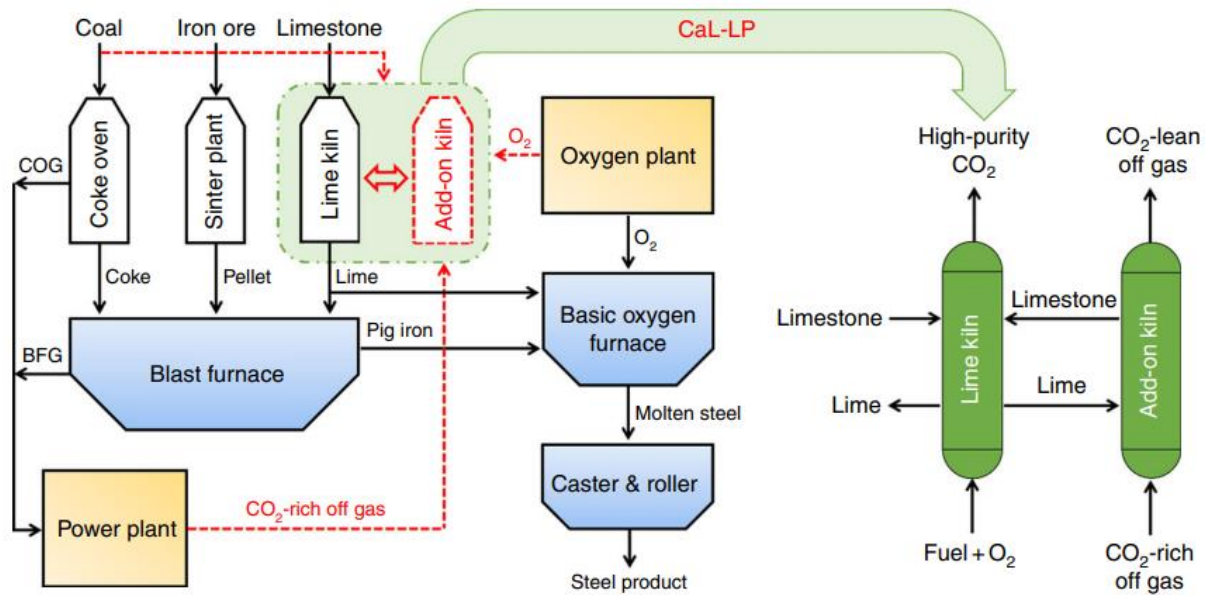 Coal
Iron ore
Limestone
CaL-LP
Coke oven
Sinter plant
Lime kiln
Add-on kiln
O₂
Oxygen plant
COG
Coke
Pellet
Lime
O₂
BFG
Blast furnace
Pig iron
Basic oxygen
furnace
Molten steel
Caster & roller
Steel product
Power plant
CO₂-rich off gas
High-purity
CO₂
CO₂-lean
off gas
Limestone
Limestone
Lime kiln
Add-on kiln
Lime
Lime
Fuel + O₂
CO₂-rich
off gas